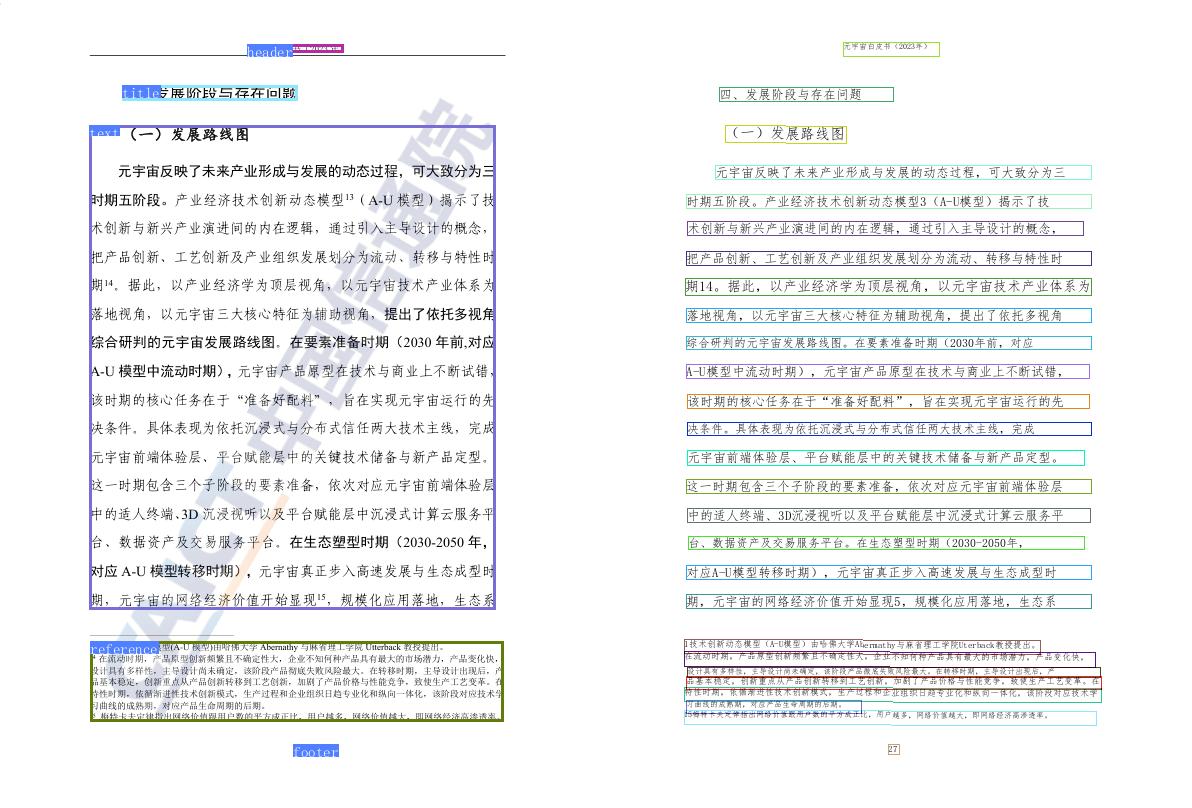 header
title发展阶段与存在问题
text（一）发展路线图
元宇宙反映了未来产业形成与发展的动态过程，可大致分为三
时期五阶段。产业经济技术创新动态模型13（A-U 模型）揭示了技
术创新与新兴产业演进间的内在逻辑，通过引入主导设计的概念，
把产品创新、工艺创新及产业组织发展划分为流动、转移与特性时
期14。据此，以产业经济学为顶层视角，以元宇宙技术产业体系为
落地视角，以元宇宙三大核心特征为辅助视角，提出了依托多视角
综合研判的元宇宙发展路线图。在要素准备时期（2030 年前,对应
A-U 模型中流动时期），元宇宙产品原型在技术与商业上不断试错，
该时期的核心任务在于“准备好配料”，旨在实现元宇宙运行的先
决条件。具体表现为依托沉浸式与分布式信任两大技术主线，完成
元宇宙前端体验层、平台赋能层中的关键技术储备与新产品定型。
这一时期包含三个子阶段的要素准备，依次对应元宇宙前端体验层
中的适人终端、3D 沉浸视听以及平台赋能层中沉浸式计算云服务平
台、数据资产及交易服务平台。在生态塑型时期（2030-2050 年，
对应 A-U 模型转移时期），元宇宙真正步入高速发展与生态成型时
期，元宇宙的网络经济价值开始显现15，规模化应用落地，生态系
reference型(A-U 模型)由哈佛大学 Abernathy 与麻省理工学院 Utterback 教授提出。
在流动时期，产品原型创新频繁且不确定性大，企业不知何种产品具有最大的市场潜力，产品变化快，
设计具有多样性，主导设计尚未确定，该阶段产品彻底失败风险最大。在转移时期，主导设计出现后，产
品基本稳定，创新重点从产品创新转移到工艺创新，加剧了产品价格与性能竞争，致使生产工艺变革。在
特性时期，依循渐进性技术创新模式，生产过程和企业组织日趋专业化和纵向一体化，该阶段对应技术学
习曲线的成熟期，对应产品生命周期的后期。
梅特卡夫定律指出网络价值跟用户数的平方成正比，用户越多，网络价值越大，即网络经济高渗透率。
footer
CAICT 中国信通院
元宇宙白皮书（2023年）
四、发展阶段与存在问题
（一）发展路线图
元宇宙反映了未来产业形成与发展的动态过程，可大致分为三
时期五阶段。产业经济技术创新动态模型3（A-U模型）揭示了技
术创新与新兴产业演进间的内在逻辑，通过引入主导设计的概念，
把产品创新、工艺创新及产业组织发展划分为流动、转移与特性时
期14。据此，以产业经济学为顶层视角，以元宇宙技术产业体系为
落地视角，以元宇宙三大核心特征为辅助视角，提出了依托多视角
综合研判的元宇宙发展路线图。在要素准备时期（2030年前，对应
A-U模型中流动时期），元宇宙产品原型在技术与商业上不断试错，
该时期的核心任务在于“准备好配料”，旨在实现元宇宙运行的先
决条件。具体表现为依托沉浸式与分布式信任两大技术主线，完成
元宇宙前端体验层、平台赋能层中的关键技术储备与新产品定型。
这一时期包含三个子阶段的要素准备，依次对应元宇宙前端体验层
中的适人终端、3D沉浸视听以及平台赋能层中沉浸式计算云服务平
台、数据资产及交易服务平台。在生态塑型时期（2030-2050年，
对应A-U模型转移时期），元宇宙真正步入高速发展与生态成型时
期，元宇宙的网络经济价值开始显现5，规模化应用落地，生态系
1技术创新动态模型（A-U模型）由哈佛大学Abernathy与麻省理工学院Utterback教授提出。
在流动时期，产品原型创新频繁且不确定性大，企业不知何种产品具有最大的市场潜力，产品变化快，
设计具有多样性，主导设计尚未确定，该阶段产品彻底失败风险最大。在转移时期，主导设计出现后，产
品基本稳定，创新重点从产品创新转移到工艺创新，加剧了产品价格与性能竞争，致使生产工艺变革。在
特性时期，依循渐进性技术创新模式，生产过程和企业组织日趋专业化和纵向一体化，该阶段对应技术学
习曲线的成熟期，对应产品生命周期的后期。
15梅特卡夫定律指出网络价值跟用户数的平方成正比，用户越多，网络价值越大，即网络经济高渗透率。
27